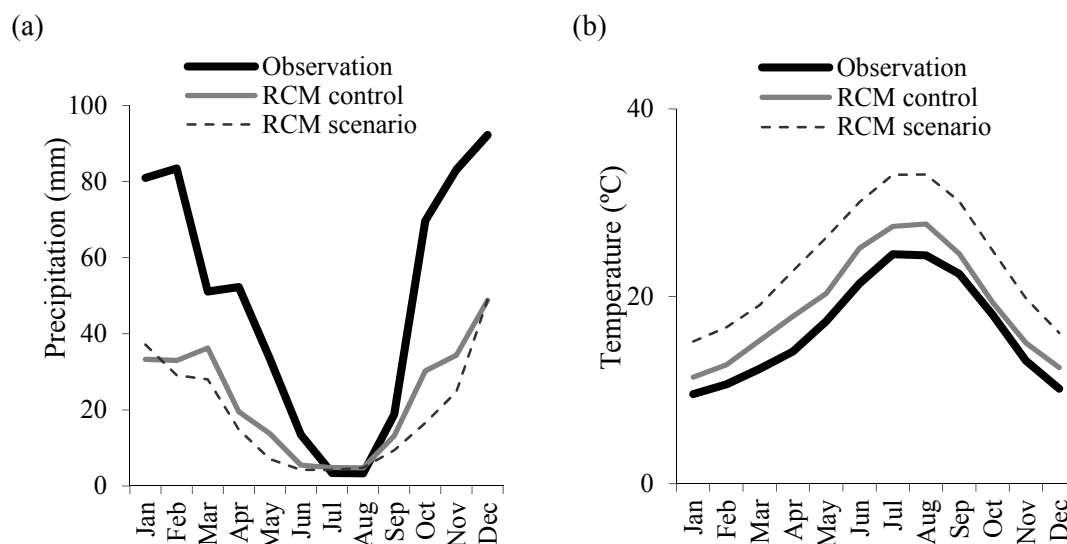 (a)
Observation
RCM control
RCM scenario
Precipitation (mm)
100
80
60
40
20
0
Jan
Feb
Mar
Apr
May
Jun
Jul
Aug
Sep
Oct
Nov
Dec
(b)
Observation
RCM control
RCM scenario
Temperature (ºC)
40
20
0
Jan
Feb
Mar
Apr
May
Jun
Jul
Aug
Sep
Oct
Nov
Dec